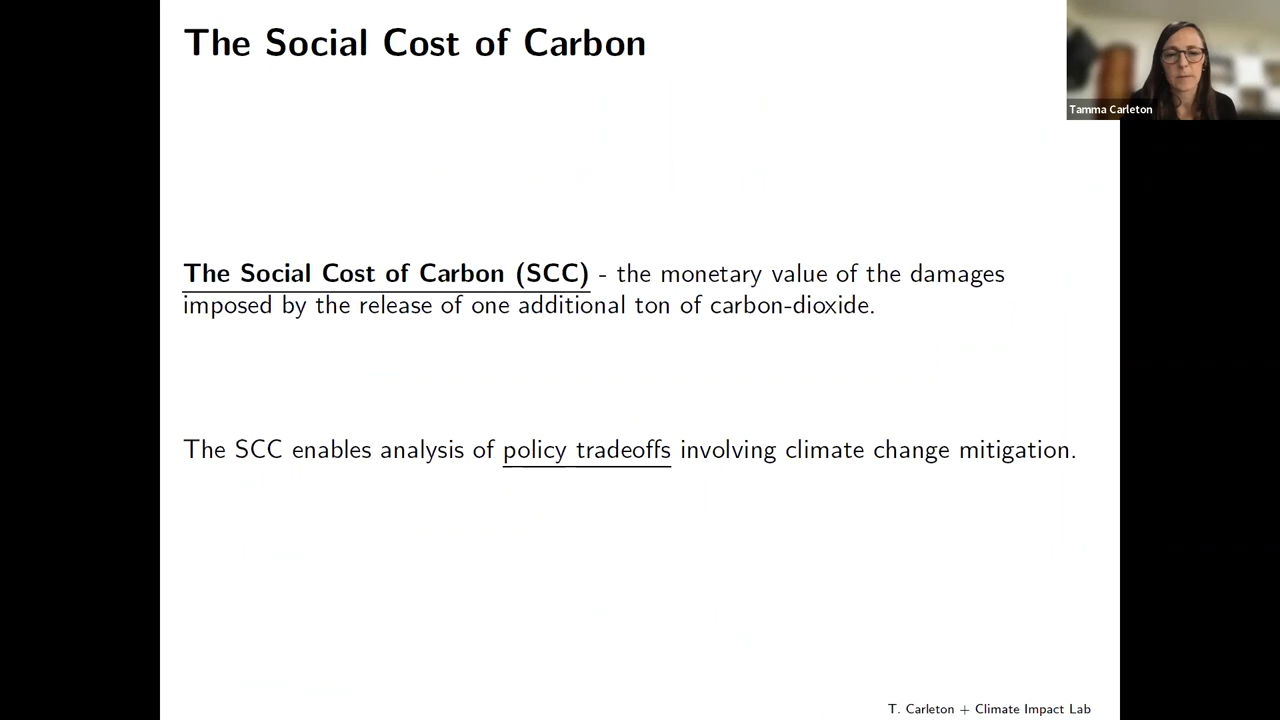 The Social Cost of Carbon
Tamma Carleton
The Social Cost of Carbon (SCC) - the monetary value of the damages
imposed by the release of one additional ton of carbon-dioxide.
The SCC enables analysis of policy tradeoffs involving climate change mitigation.
T. Carleton + Climate Impact Lab